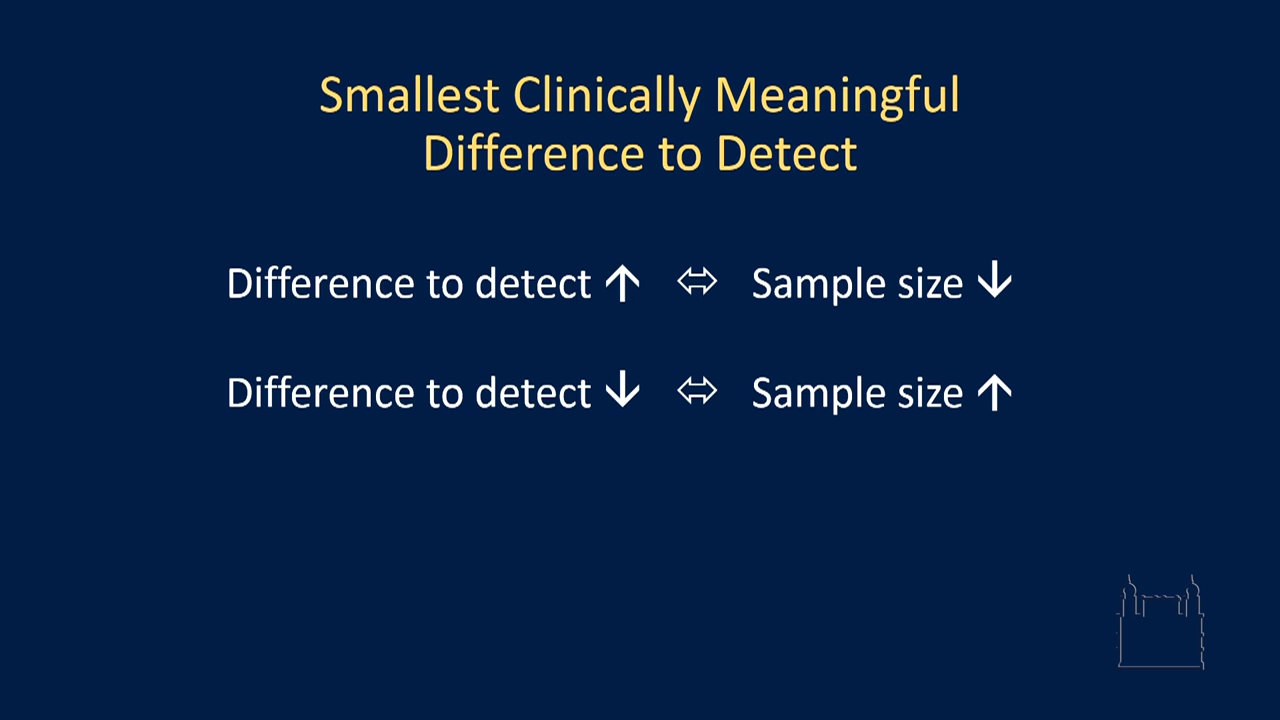 Smallest Clinically Meaningful
Difference to Detect
Difference to detect ↑ ⬄ Sample size ↓
Difference to detect ↓ ⬄ Sample size ↑